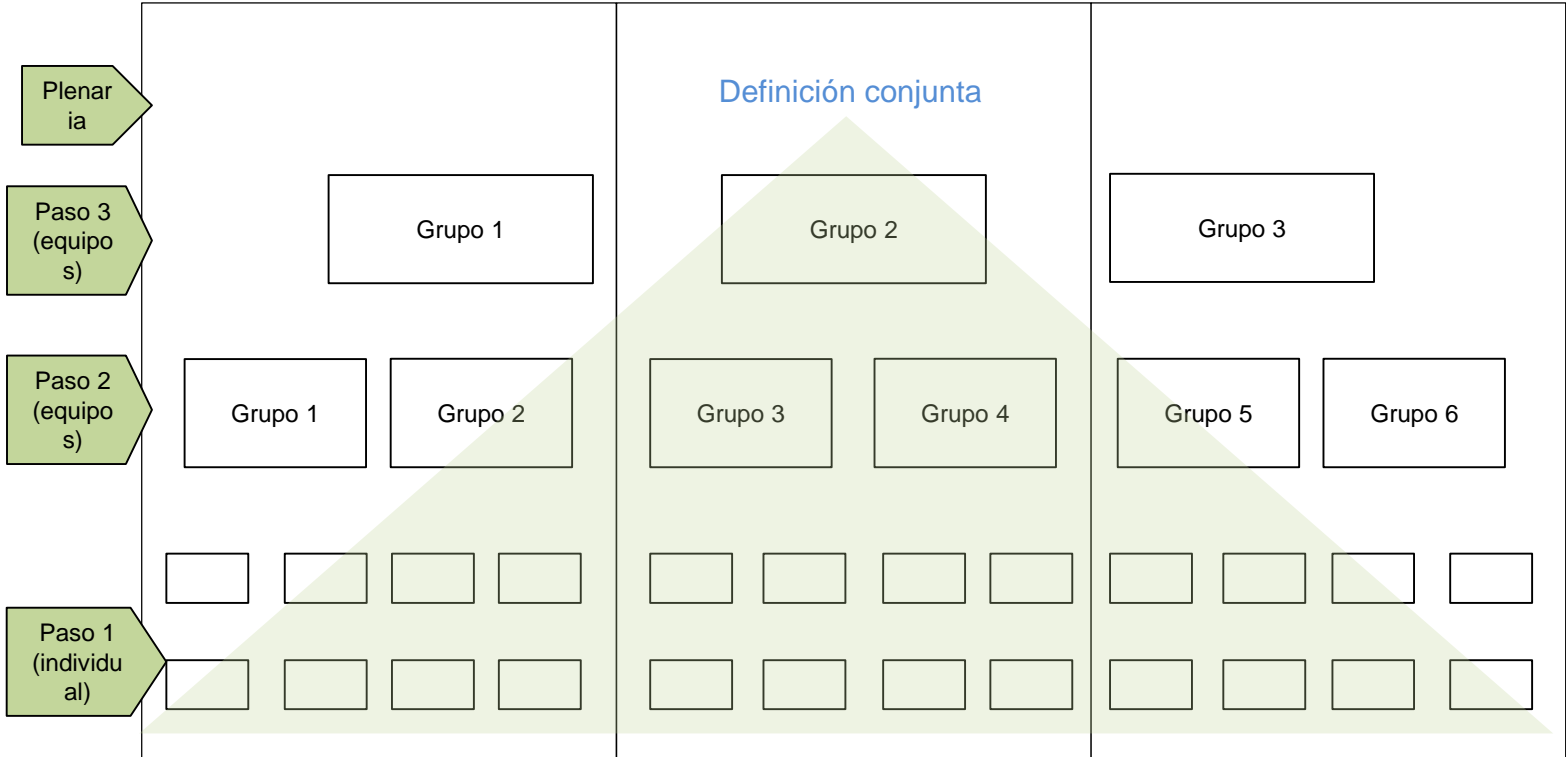 Plenar
ia
Definición conjunta
Paso 3
(equipo
s)
Grupo 1
Grupo 2
Grupo 3
Paso 2
(equipo
s)
Grupo 1
Grupo 2
Grupo 3
Grupo 4
Grupo 5
Grupo 6
Paso 1
(individu
al)